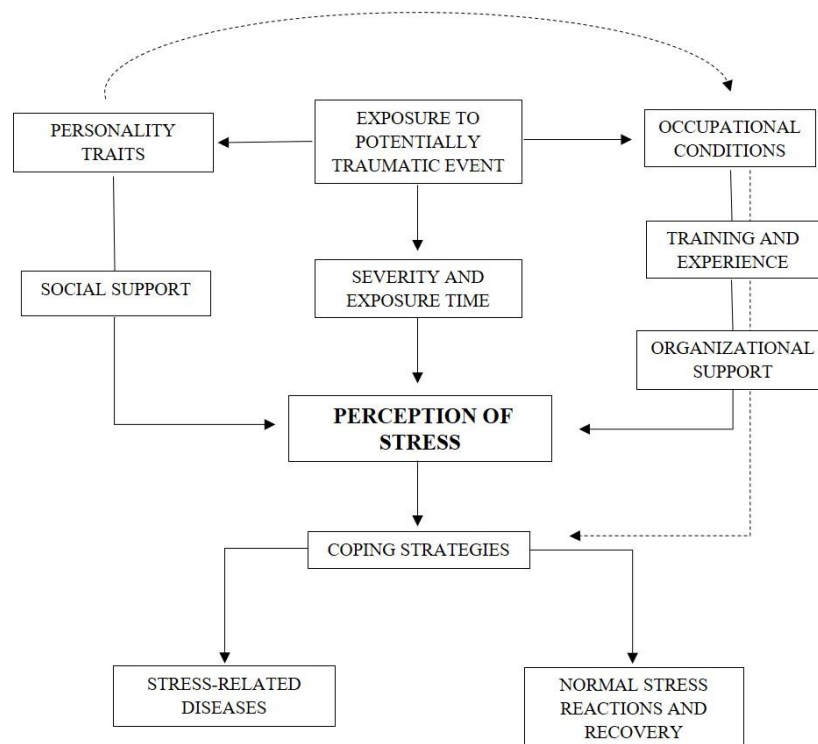 PERSONALITY
TRAITS
EXPOSURE TO
POTENTIALLY
TRAUMATIC EVENT
OCCUPATIONAL
CONDITIONS
TRAINING AND
EXPERIENCE
SOCIAL SUPPORT
SEVERITY AND
EXPOSURE TIME
ORGANIZATIONAL
SUPPORT
PERCEPTION OF
STRESS
COPING STRATEGIES
STRESS-RELATED
DISEASES
NORMAL STRESS
REACTIONS AND
RECOVERY